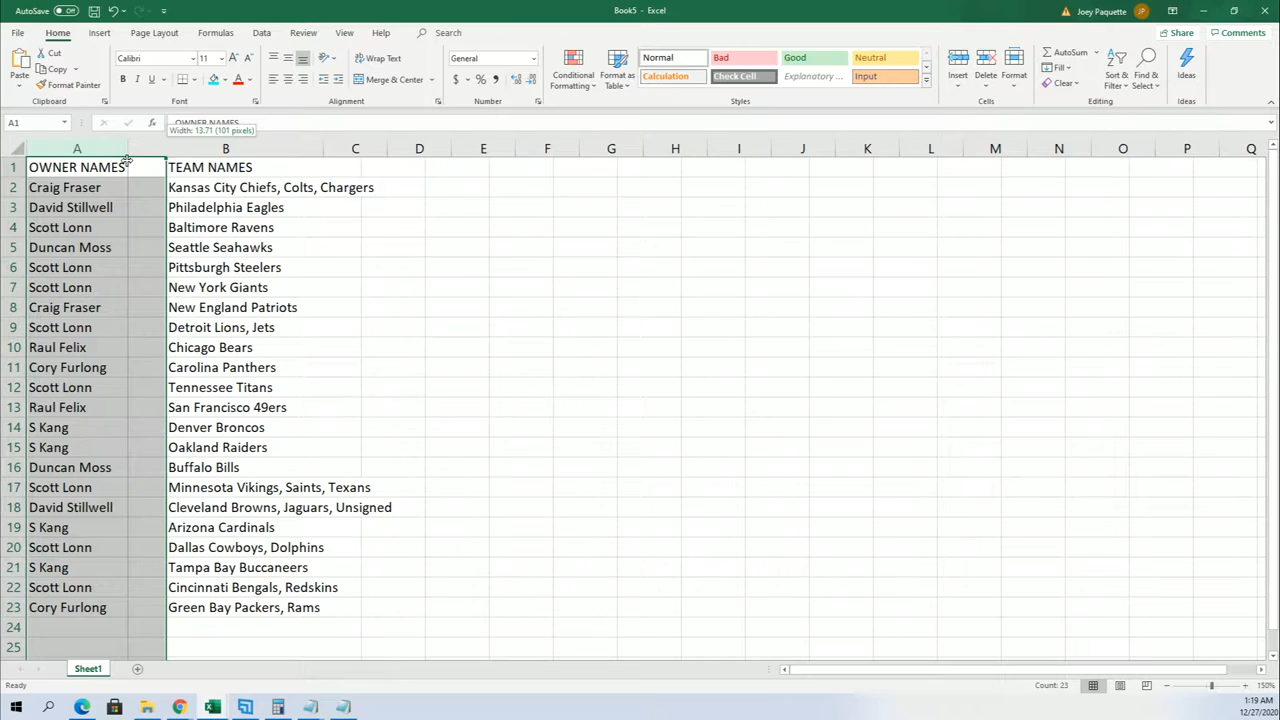 AutoSave Off Book5 - Excel Joey Paquette JP
File Home Insert Page Layout Formulas Data Review View Help Search Share Comments
Paste Cut Copy Format Painter Clipboard
Calibri 11 A A B I U A Font
Wrap Text Merge & Center Alignment
General $ % , Number
Conditional Formatting Format as Table
Normal Bad Good Neutral
Calculation Check Cell Explanatory ... Input
Styles
Insert Delete Format Cells
AutoSum Fill Clear Sort & Filter Find & Select Editing
Ideas Ideas
A1 fx OWNER NAMES
Width: 13.71 (101 pixels)
A B C D E F G H I J K L M N O P Q
1 OWNER NAMES TEAM NAMES
2 Craig Fraser Kansas City Chiefs, Colts, Chargers
3 David Stillwell Philadelphia Eagles
4 Scott Lonn Baltimore Ravens
5 Duncan Moss Seattle Seahawks
6 Scott Lonn Pittsburgh Steelers
7 Scott Lonn New York Giants
8 Craig Fraser New England Patriots
9 Scott Lonn Detroit Lions, Jets
10 Raul Felix Chicago Bears
11 Cory Furlong Carolina Panthers
12 Scott Lonn Tennessee Titans
13 Raul Felix San Francisco 49ers
14 S Kang Denver Broncos
15 S Kang Oakland Raiders
16 Duncan Moss Buffalo Bills
17 Scott Lonn Minnesota Vikings, Saints, Texans
18 David Stillwell Cleveland Browns, Jaguars, Unsigned
19 S Kang Arizona Cardinals
20 Scott Lonn Dallas Cowboys, Dolphins
21 S Kang Tampa Bay Buccaneers
22 Scott Lonn Cincinnati Bengals, Redskins
23 Cory Furlong Green Bay Packers, Rams
24
25
Sheet1
Ready Count: 23 150%
1:19 AM
12/27/2020